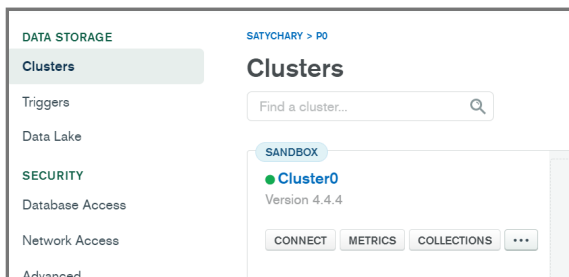 DATA STORAGE
Clusters
Triggers
Data Lake
SECURITY
Database Access
Network Access
Advanced
SATYCHARY > P0
Clusters
Find a cluster...
SANDBOX
Cluster0
Version 4.4.4
CONNECT METRICS COLLECTIONS ...